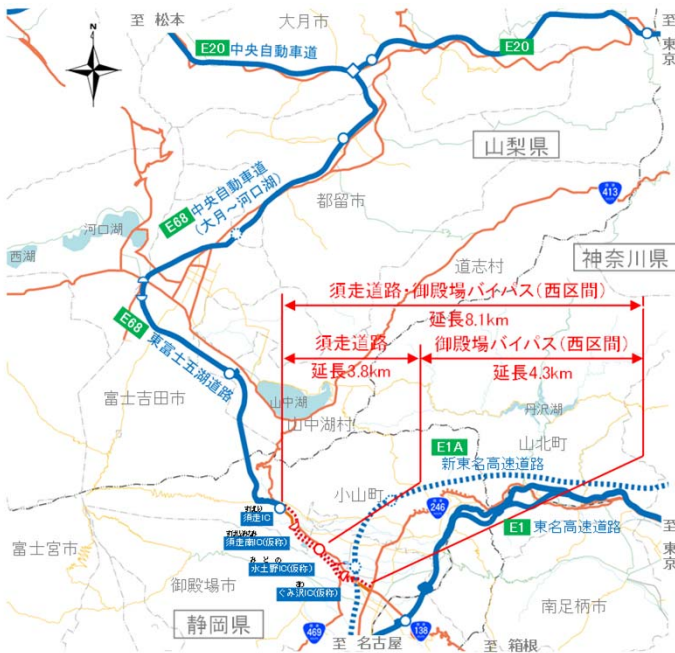 至 松本
大月市
E20 中央自動車道
E20
至 東京
山梨県
E68 中央自動車道
(大月～河口湖)
都留市
413
河口湖
西湖
道志村
神奈川県
須走道路・御殿場バイパス(西区間)
延長8.1km
須走道路
御殿場バイパス(西区間)
延長3.8km
延長4.3km
E68
東富士五湖道路
山中湖
丹沢湖
富士吉田市
山中湖村
山北町
E1A
新東名高速道路
小山町
246
須走IC
E1 東名高速道路
須走南IC(仮称)
富士宮市
至 東京
水土野IC(仮称)
御殿場市
ぐみ沢IC(仮称)
南足柄市
静岡県
469
至 名古屋
138
至 箱根